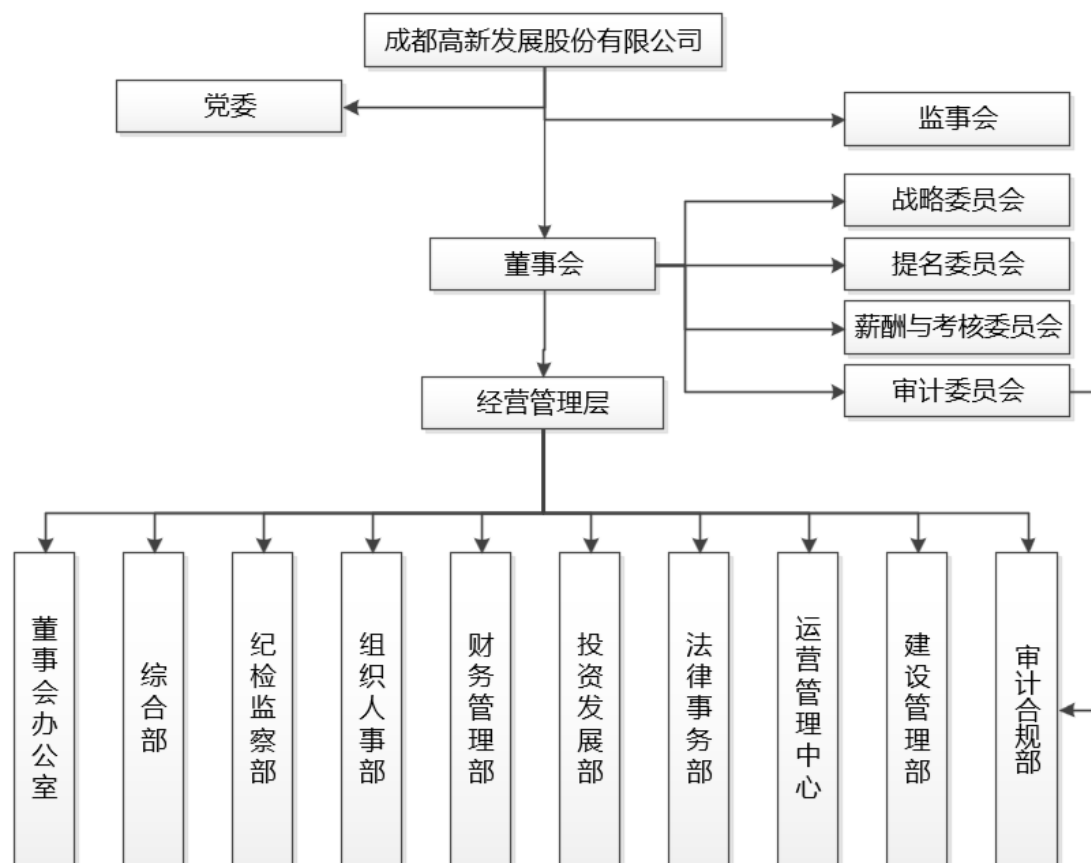 成都高新发展股份有限公司
党委
监事会
战略委员会
董事会
提名委员会
薪酬与考核委员会
审计委员会
经营管理层
董事会办公室
综合部
纪检监察部
组织人事部
财务管理部
投资发展部
法律事务部
运营管理中心
建设管理部
审计合规部